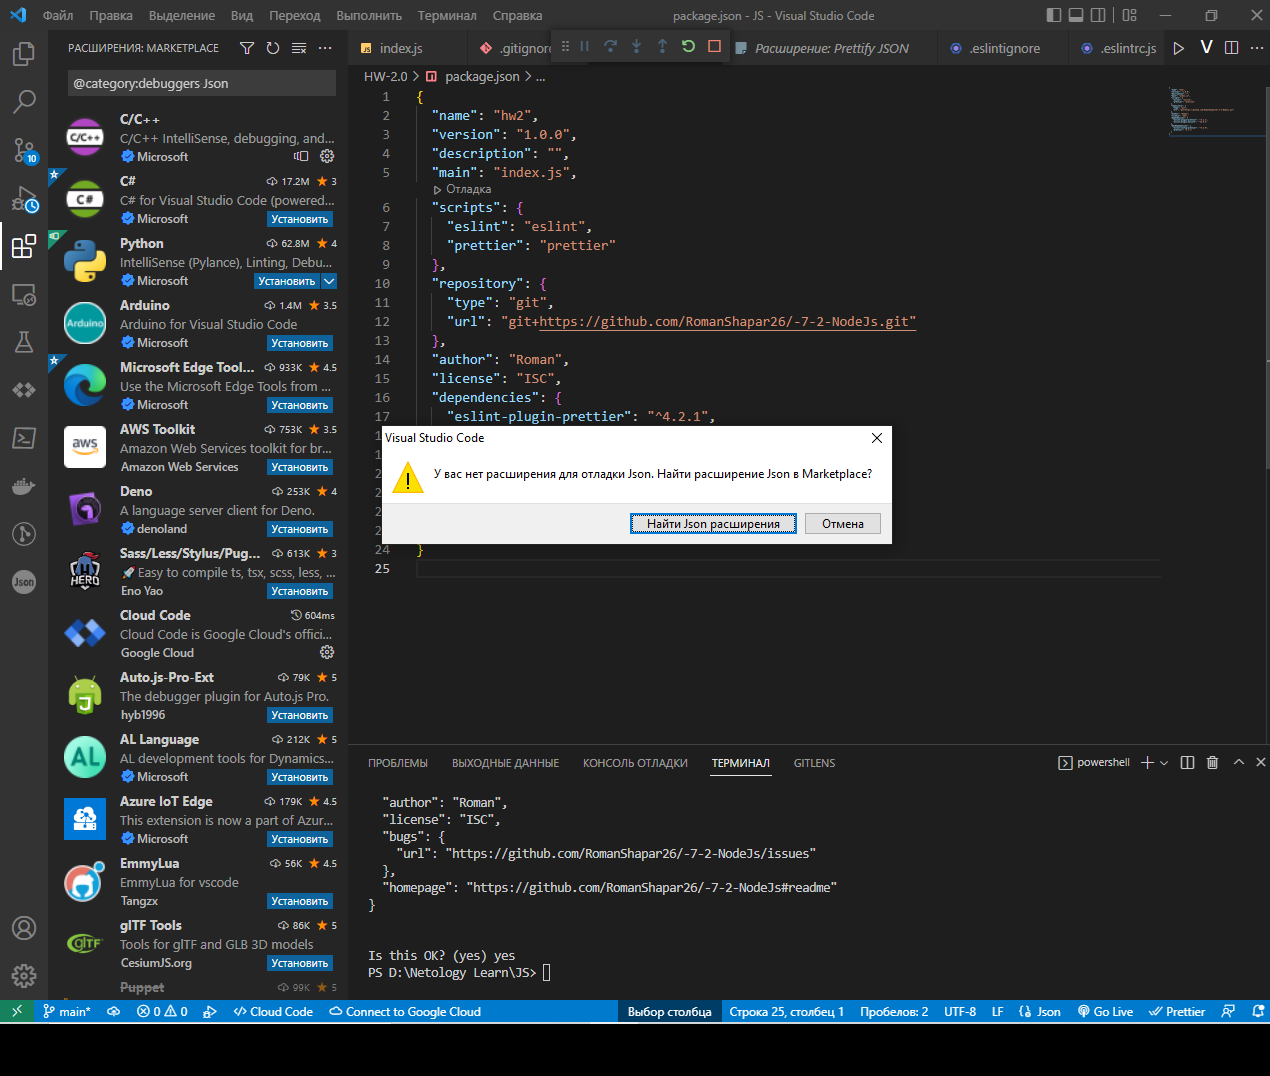 Файл Правка Выделение Вид Переход Выполнить Терминал Справка
package.json - JS - Visual Studio Code
РАСШИРЕНИЯ: MARKETPLACE
@category:debuggers Json
10
C/C++
C/C++
C/C++ IntelliSense, debugging, and...
Microsoft
C#
C# 17.2M 3
C# for Visual Studio Code (powered...
Microsoft Установить
Python 62.8M 4
IntelliSense (Pylance), Linting, Debu...
Microsoft Установить
Arduino
Arduino 1.4M 3.5
Arduino for Visual Studio Code
Microsoft Установить
Microsoft Edge Tool... 933K 4.5
Use the Microsoft Edge Tools from ...
Microsoft Установить
aws
AWS Toolkit 753K 3.5
Amazon Web Services toolkit for br...
Amazon Web Services Установить
Deno 253K 4
A language server client for Deno.
denoland Установить
HERO
Sass/Less/Stylus/Pug... 613K 3
Easy to compile ts, tsx, scss, less, ...
Eno Yao Установить
Json
Cloud Code 604ms
Cloud Code is Google Cloud's offici...
Google Cloud
J
Auto.js-Pro-Ext 79K 5
The debugger plugin for Auto.js Pro.
hyb1996 Установить
AL
AL Language 212K 5
AL development tools for Dynamics...
Microsoft Установить
Azure IoT Edge 179K 4.5
This extension is now a part of Azur...
Microsoft Установить
EmmyLua 56K 4.5
EmmyLua for vscode
Tangzx Установить
glTF
glTF Tools 86K 5
Tools for glTF and GLB 3D models
CesiumJS.org Установить
Puppet 99K 5
JS index.js .gitignor Расширение: Prettify JSON .eslintignore .eslintrc.js V
HW-2.0 > package.json > ...
1 {
2 "name": "hw2",
3 "version": "1.0.0",
4 "description": "",
5 "main": "index.js",
Отладка
6 "scripts": {
7 "eslint": "eslint",
8 "prettier": "prettier"
9 },
10 "repository": {
11 "type": "git",
12 "url": "git+https://github.com/RomanShapar26/-7-2-NodeJs.git"
13 },
14 "author": "Roman",
15 "license": "ISC",
16 "dependencies": {
17 "eslint-plugin-prettier": "^4.2.1",
Visual Studio Code
У вас нет расширения для отладки Json. Найти расширение Json в Marketplace?
Найти Json расширения Отмена
24 }
25
ПРОБЛЕМЫ ВЫХОДНЫЕ ДАННЫЕ КОНСОЛЬ ОТЛАДКИ ТЕРМИНАЛ GITLENS
powershell
"author": "Roman",
"license": "ISC",
"bugs": {
"url": "https://github.com/RomanShapar26/-7-2-NodeJs/issues"
},
"homepage": "https://github.com/RomanShapar26/-7-2-NodeJs#readme"
}
Is this OK? (yes) yes
PS D:\Netology Learn\JS>
main* 0 0 Cloud Code Connect to Google Cloud Выбор столбца Строка 25, столбец 1 Пробелов: 2 UTF-8 LF {} Json Go Live Prettier